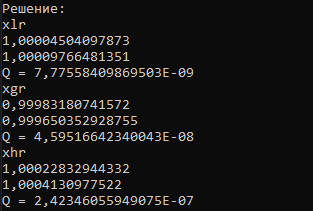 Решение:
xlr
1,00004504097873
1,00009766481351
Q = 7,77558409869503E-09
xgr
0,99983180741572
0,999650352928755
Q = 4,59516642340043E-08
xhr
1,00022832944332
1,0004130977522
Q = 2,42346055949075E-07